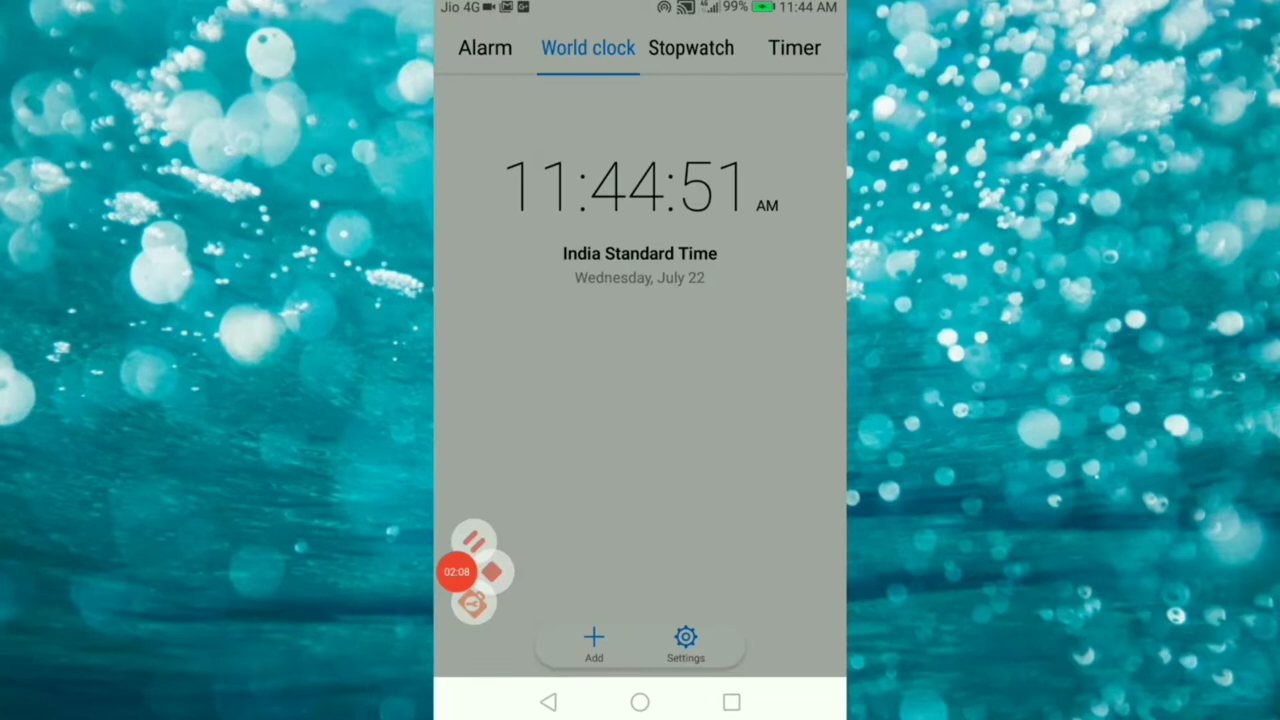 Jio 4G 99% 11:44 AM
Alarm World clock Stopwatch Timer
11:44:51 AM
India Standard Time
Wednesday, July 22
02:08
Add Settings